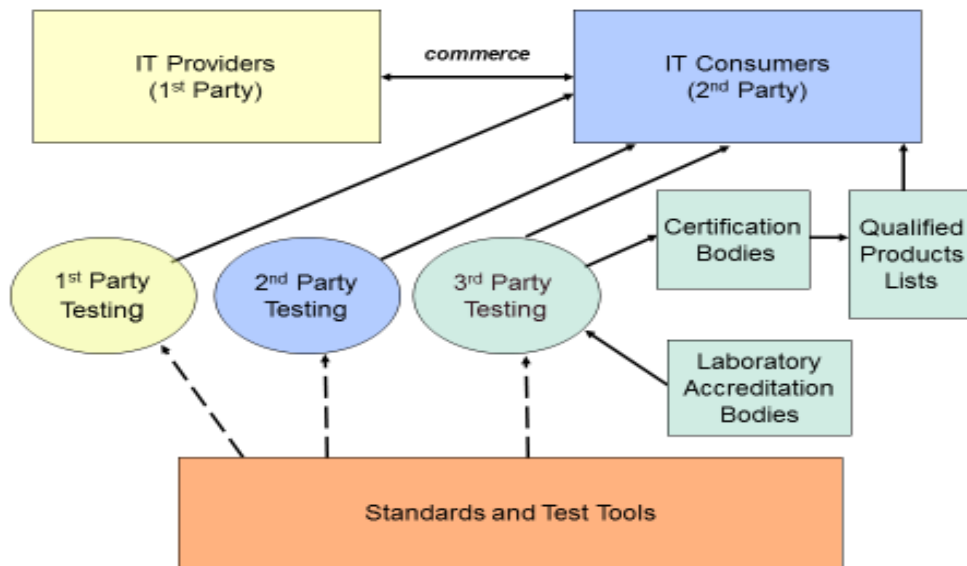 IT Providers
(1st Party)
commerce
IT Consumers
(2nd Party)
1st Party
Testing
2nd Party
Testing
3rd Party
Testing
Certification
Bodies
Qualified
Products
Lists
Laboratory
Accreditation
Bodies
Standards and Test Tools